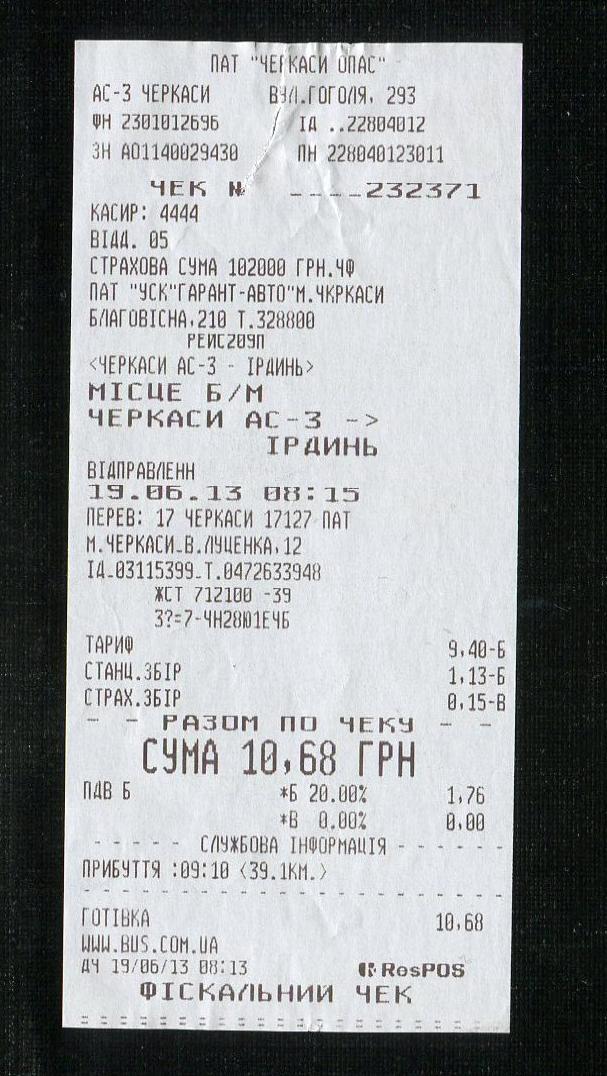 ПАТ "ЧЕРКАСИ ОПАС"
АС-3 ЧЕРКАСИ ВУЛ.ГОГОЛЯ, 293
ФН 2301012696 ІД ..22804012
ЗН АО1140029430 ПН 228040123011
ЧЕК № ____232371
КАСИР: 4444
ВІДД. 05
СТРАХОВА СУМА 102000 ГРН.ЧФ
ПАТ "УСК"ГАРАНТ-АВТО"М.ЧКРКАСИ
БЛАГОВІСНА,210 Т.328800
РЕИС209П
<ЧЕРКАСИ АС-3 - ІРДИНЬ>
МІСЦЕ Б/М
ЧЕРКАСИ АС-3 ->
ІРДИНЬ
ВІДПРАВЛЕНН
19.06.13 08:15
ПЕРЕВ: 17 ЧЕРКАСИ 17127 ПАТ
М.ЧЕРКАСИ_В.ЛУЦЕНКА,12
ІД_03115399_Т.0472633948
ЖСТ 712100 -39
3?=7-ЧН28Ю1ЕЧБ
ТАРИФ 9,40-Б
СТАНЦ.ЗБІР 1,13-Б
СТРАХ.ЗБІР 0,15-В
- - РАЗОМ ПО ЧЕКУ - -
СУМА 10,68 ГРН
ПДВ Б *Б 20.00% 1,76
*В 0.00% 0,00
- - - - - СЛУЖБОВА ІНФОРМАЦІЯ - - - - - -
ПРИБУТТЯ :09:10 <39.1КМ.>
ГОТІВКА 10,68
WWW.BUS.COM.UA
ДЧ 19/06/13 08:13 ResPOS
ФІСКАЛЬНИЙ ЧЕК